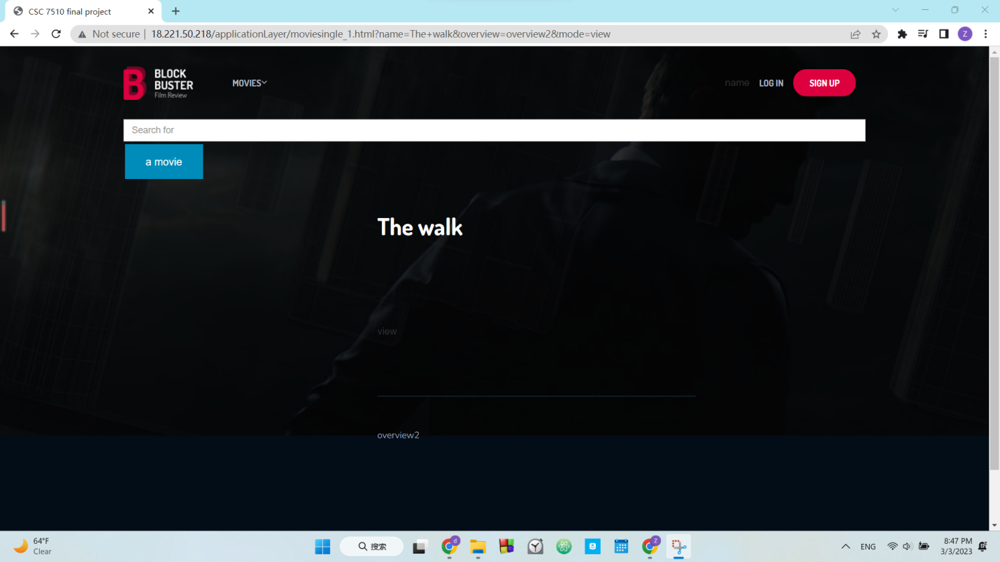 CSC 7510 final project
Not secure | 18.221.50.218/applicationLayer/moviesingle_1.html?name=The+walk&overview=overview2&mode=view
Z
B
BLOCK
BUSTER
Film Review
MOVIES
name
LOG IN
SIGN UP
Search for
a movie
The walk
view
overview2
64°F
Clear
搜索
d
Z
ENG
8:47 PM
3/3/2023